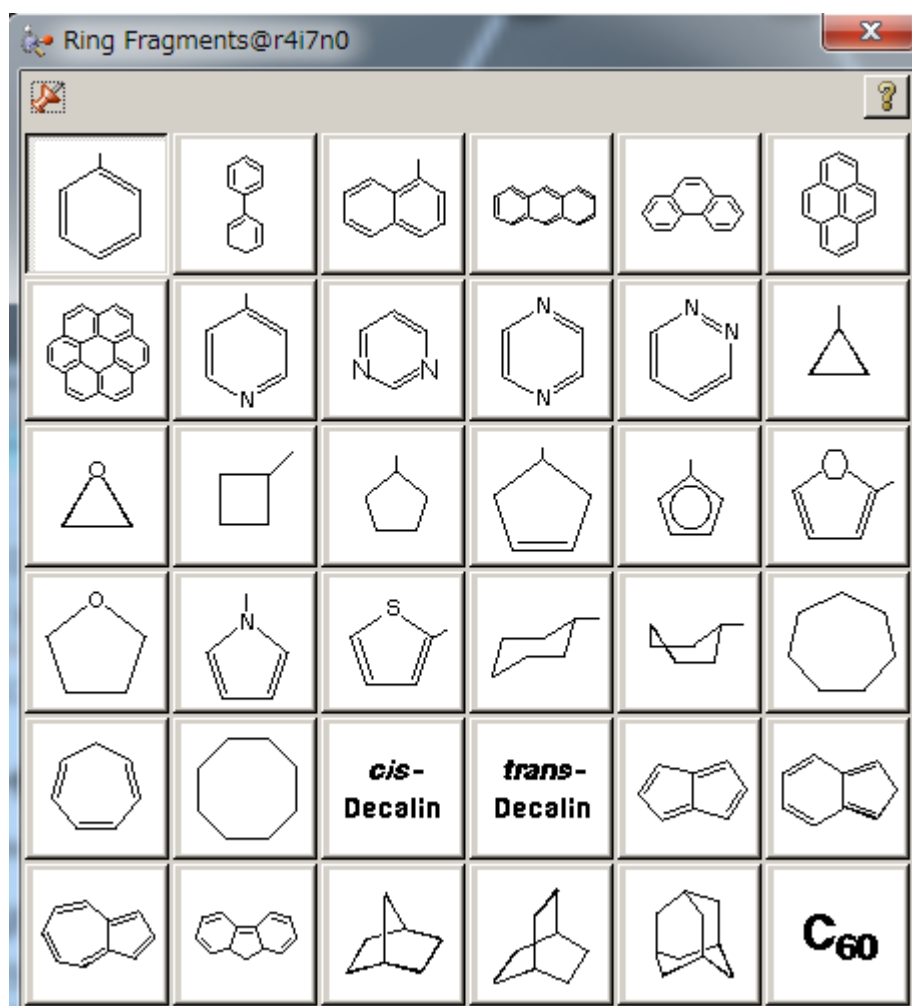 Ring Fragments@r4i7n0
x
?
N
N
N
N
N
N
N
O
O
O
N
S
cis-
Decalin
trans-
Decalin
C₆₀